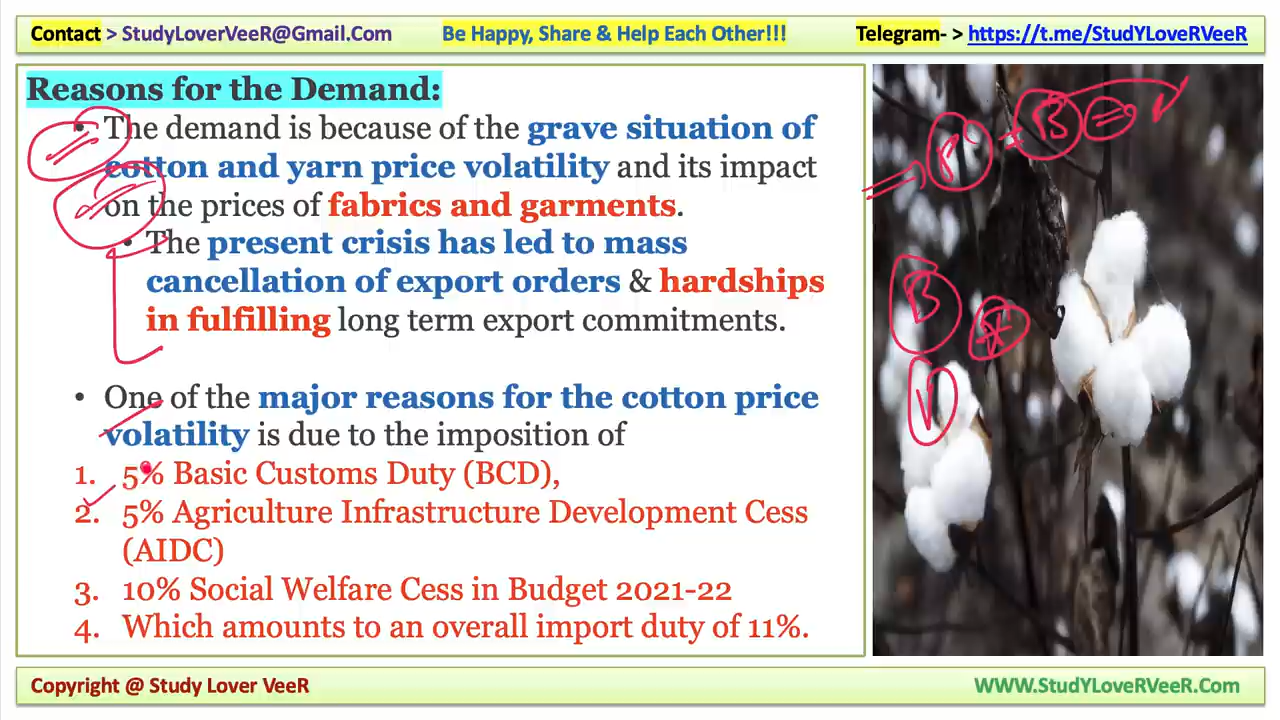 Contact > StudyLoverVeeR@Gmail.Com Be Happy, Share & Help Each Other!!! Telegram- > https://t.me/StudYLoveRVeeR
Reasons for the Demand:
• The demand is because of the grave situation of
cotton and yarn price volatility and its impact
on the prices of fabrics and garments.
• The present crisis has led to mass
cancellation of export orders & hardships
in fulfilling long term export commitments.
• One of the major reasons for the cotton price
volatility is due to the imposition of
1. 5% Basic Customs Duty (BCD),
2. 5% Agriculture Infrastructure Development Cess
(AIDC)
3. 10% Social Welfare Cess in Budget 2021-22
4. Which amounts to an overall import duty of 11%.
B
B
V
Copyright @ Study Lover VeeR WWW.StudYLoveRVeeR.Com